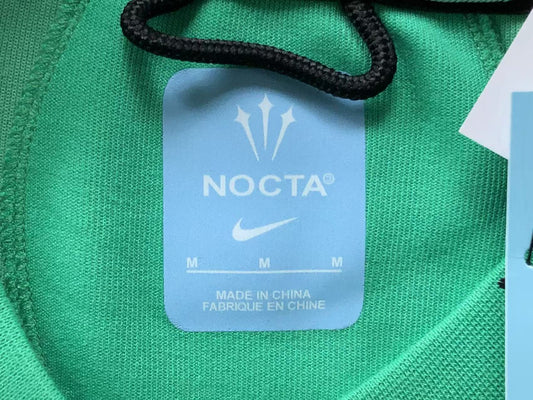 NOCTA®
M M M
MADE IN CHINA
FABRIQUE EN CHINE